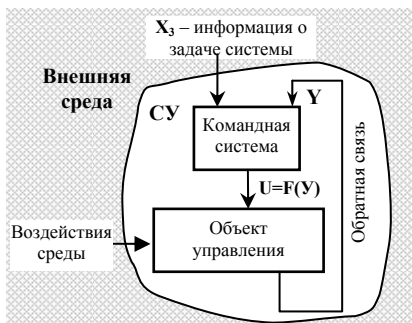 X₃ – информация о
задаче системы
Внешняя
среда
СУ
Y
Командная
система
Обратная связь
U=F(У)
Воздействия
среды
Объект
управления